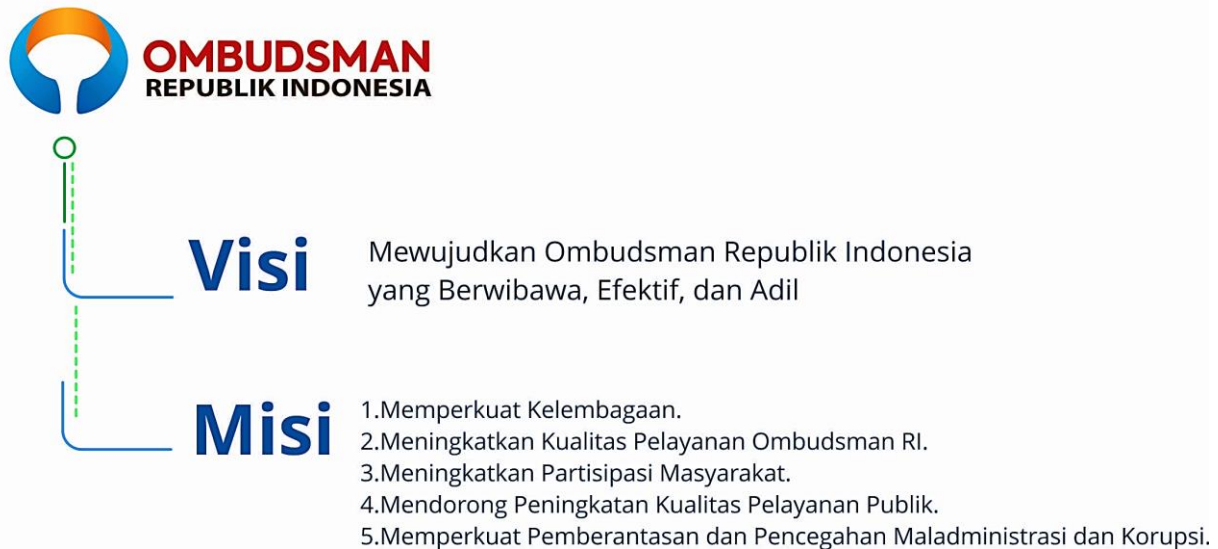 OMBUDSMAN
REPUBLIK INDONESIA
Visi
Mewujudkan Ombudsman Republik Indonesia
yang Berwibawa, Efektif, dan Adil
Misi
1.Memperkuat Kelembagaan.
2.Meningkatkan Kualitas Pelayanan Ombudsman RI.
3.Meningkatkan Partisipasi Masyarakat.
4.Mendorong Peningkatan Kualitas Pelayanan Publik.
5.Memperkuat Pemberantasan dan Pencegahan Maladministrasi dan Korupsi.